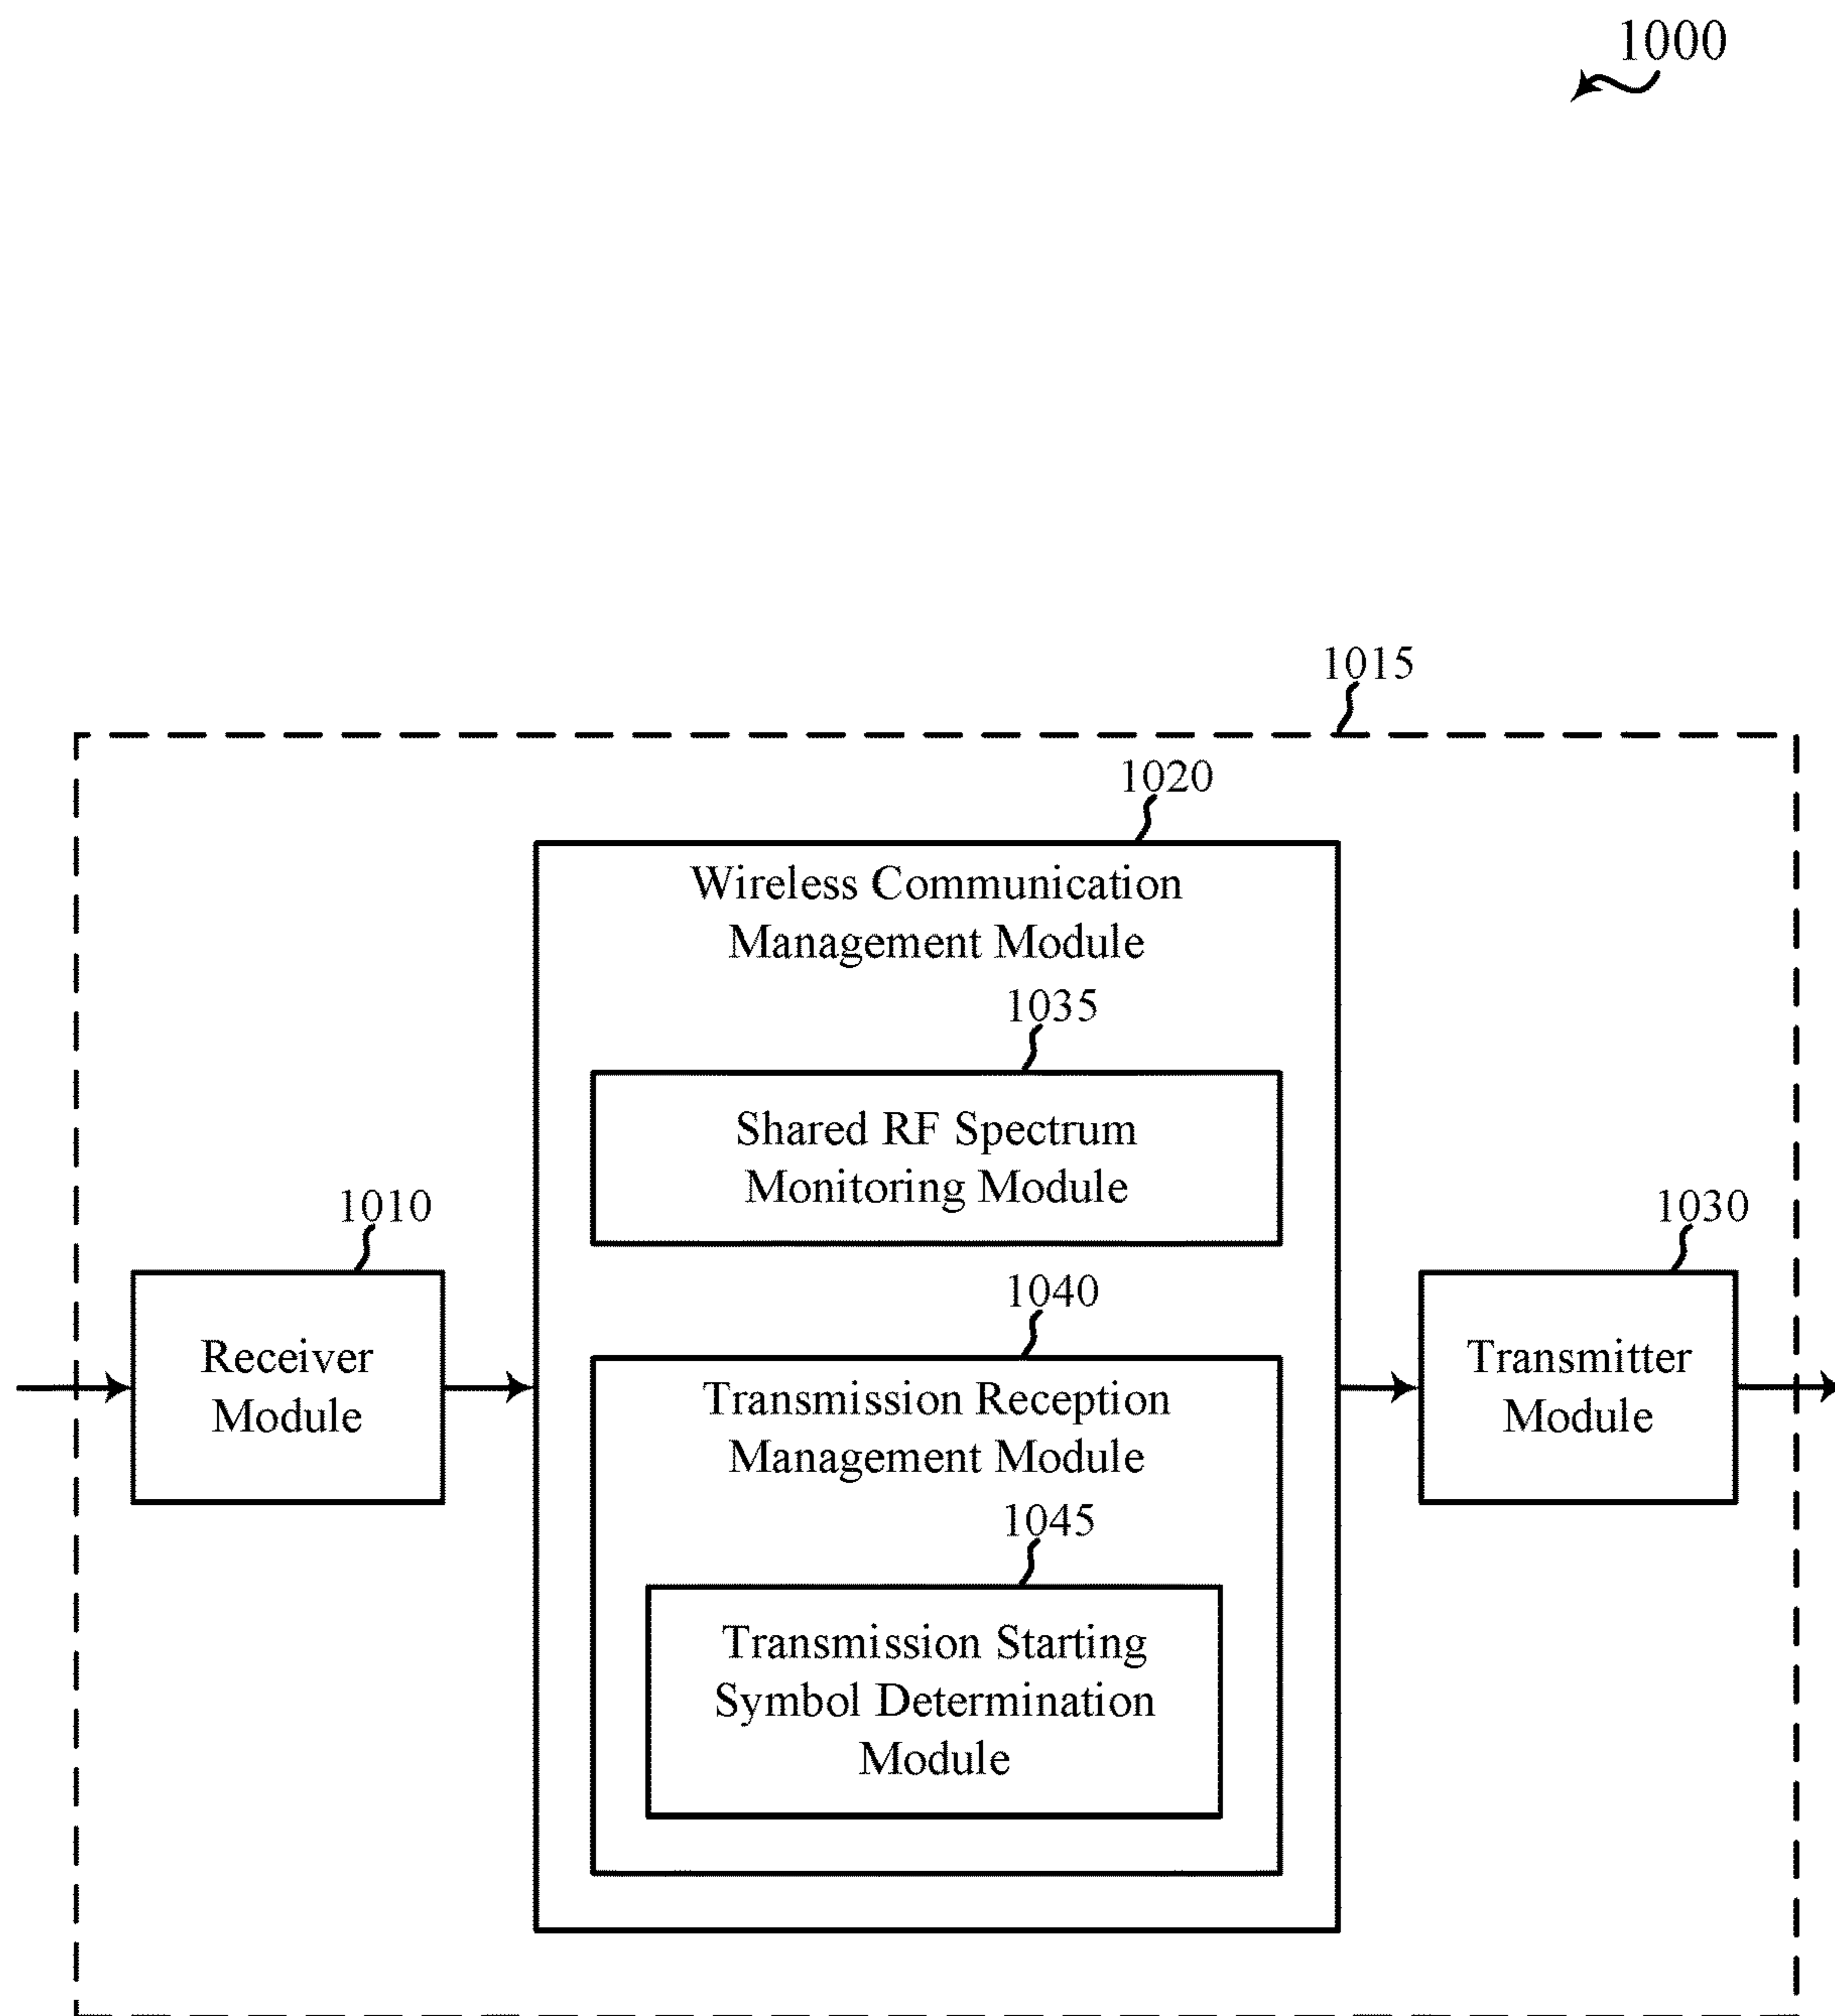 1000
1015
1020
Wireless Communication
Management Module
1035
Shared RF Spectrum
Monitoring Module
1010
Receiver
Module
1040
Transmission Reception
Management Module
1045
Transmission Starting
Symbol Determination
Module
1030
Transmitter
Module